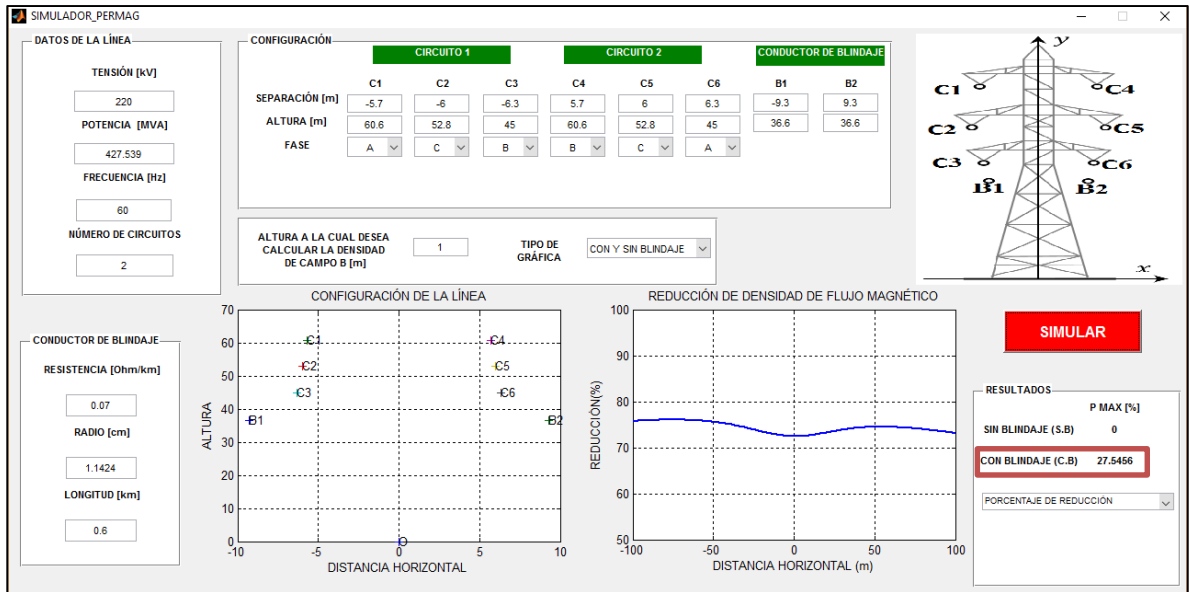 SIMULADOR_PERMAG
DATOS DE LA LÍNEA
TENSIÓN [kV]
220
POTENCIA [MVA]
427.539
FRECUENCIA [Hz]
60
NÚMERO DE CIRCUITOS
2
CONFIGURACIÓN
CIRCUITO 1 CIRCUITO 2 CONDUCTOR DE BLINDAJE
C1 C2 C3 C4 C5 C6 B1 B2
SEPARACIÓN [m] -5.7 -6 -6.3 5.7 6 6.3 -9.3 9.3
ALTURA [m] 60.6 52.8 45 60.6 52.8 45 36.6 36.6
FASE A C B B C A
ALTURA A LA CUAL DESEA
CALCULAR LA DENSIDAD
DE CAMPO B [m]
1
TIPO DE
GRÁFICA
CON Y SIN BLINDAJE
y
C1 C4
C2 C5
C3 C6
B1 B2
x
CONDUCTOR DE BLINDAJE
RESISTENCIA [Ohm/km]
0.07
RADIO [cm]
1.1424
LONGITUD [km]
0.6
CONFIGURACIÓN DE LA LÍNEA
70
60
50
40
30
20
10
0
ALTURA
C1 C4
C2 C5
C3 C6
B1 B2
O
-10 -5 0 5 10
DISTANCIA HORIZONTAL
REDUCCIÓN DE DENSIDAD DE FLUJO MAGNÉTICO
100
90
80
70
60
50
REDUCCIÓN(%)
-100 -50 0 50 100
DISTANCIA HORIZONTAL (m)
SIMULAR
RESULTADOS
P MAX [%]
SIN BLINDAJE (S.B) 0
CON BLINDAJE (C.B) 27.5456
PORCENTAJE DE REDUCCIÓN